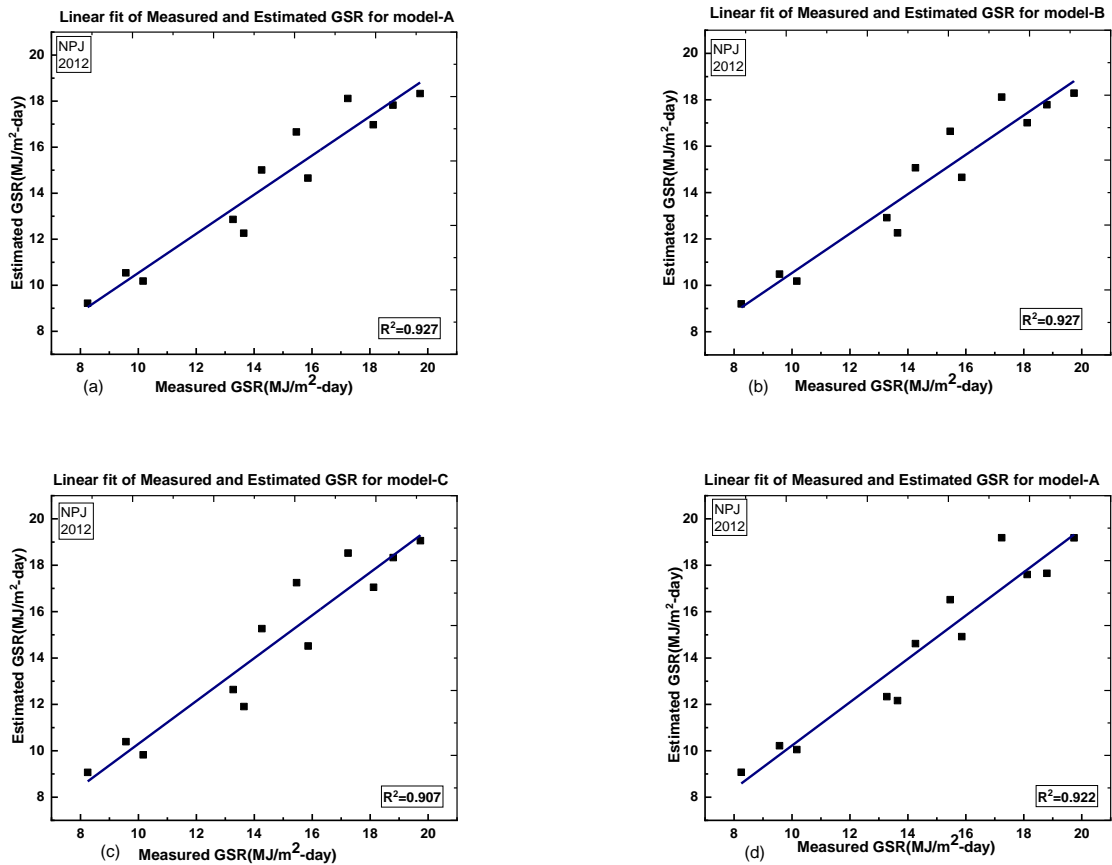 Linear fit of Measured and Estimated GSR for model-A
NPJ
2012
20
18
16
14
12
10
8
Estimated GSR(MJ/m²-day)
R²=0.927
8 10 12 14 16 18 20
(a) Measured GSR(MJ/m²-day)
Linear fit of Measured and Estimated GSR for model-B
NPJ
2012
20
18
16
14
12
10
8
Estimated GSR(MJ/m²-day)
R²=0.927
8 10 12 14 16 18 20
(b) Measured GSR(MJ/m²-day)
Linear fit of Measured and Estimated GSR for model-C
NPJ
2012
20
18
16
14
12
10
8
Estimated GSR(MJ/m²-day)
R²=0.907
8 10 12 14 16 18 20
(c) Measured GSR(MJ/m²-day)
Linear fit of Measured and Estimated GSR for model-A
NPJ
2012
20
18
16
14
12
10
8
Estimated GSR(MJ/m²-day)
R²=0.922
8 10 12 14 16 18 20
(d) Measured GSR(MJ/m²-day)